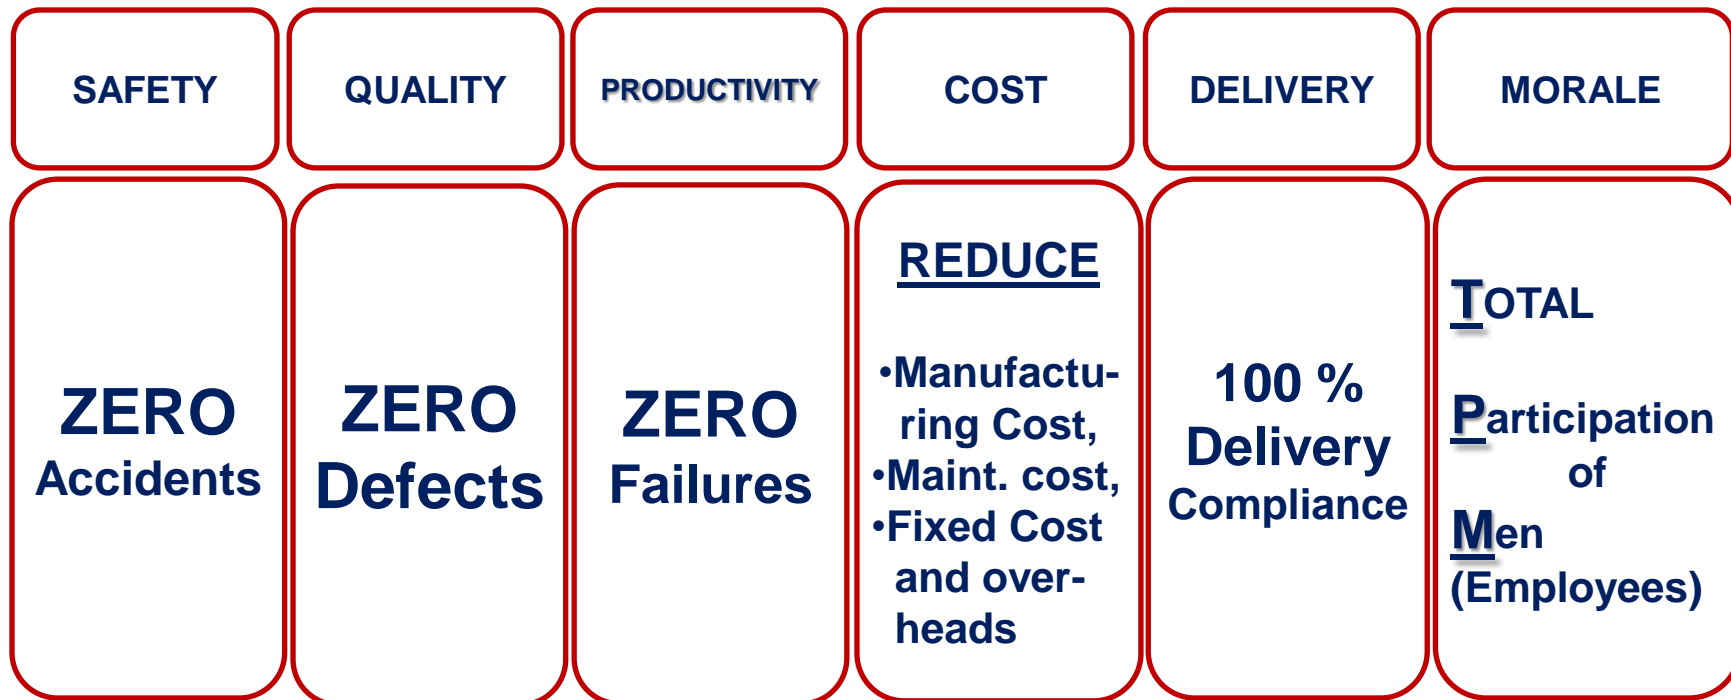 SAFETY
QUALITY
PRODUCTIVITY
COST
DELIVERY
MORALE
ZERO
Accidents
ZERO
Defects
ZERO
Failures
REDUCE
•Manufactu-
ring Cost,
•Maint. cost,
•Fixed Cost
and over-
heads
100 %
Delivery
Compliance
TOTAL
Participation
of
Men
(Employees)